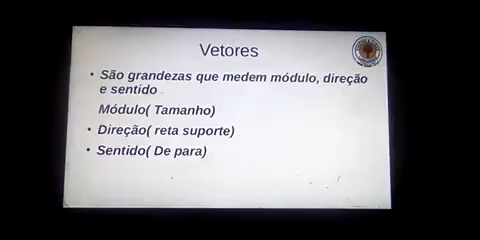 Vetores
• São grandezas que medem módulo, direção
e sentido
Módulo( Tamanho)
• Direção( reta suporte)
• Sentido( De para)